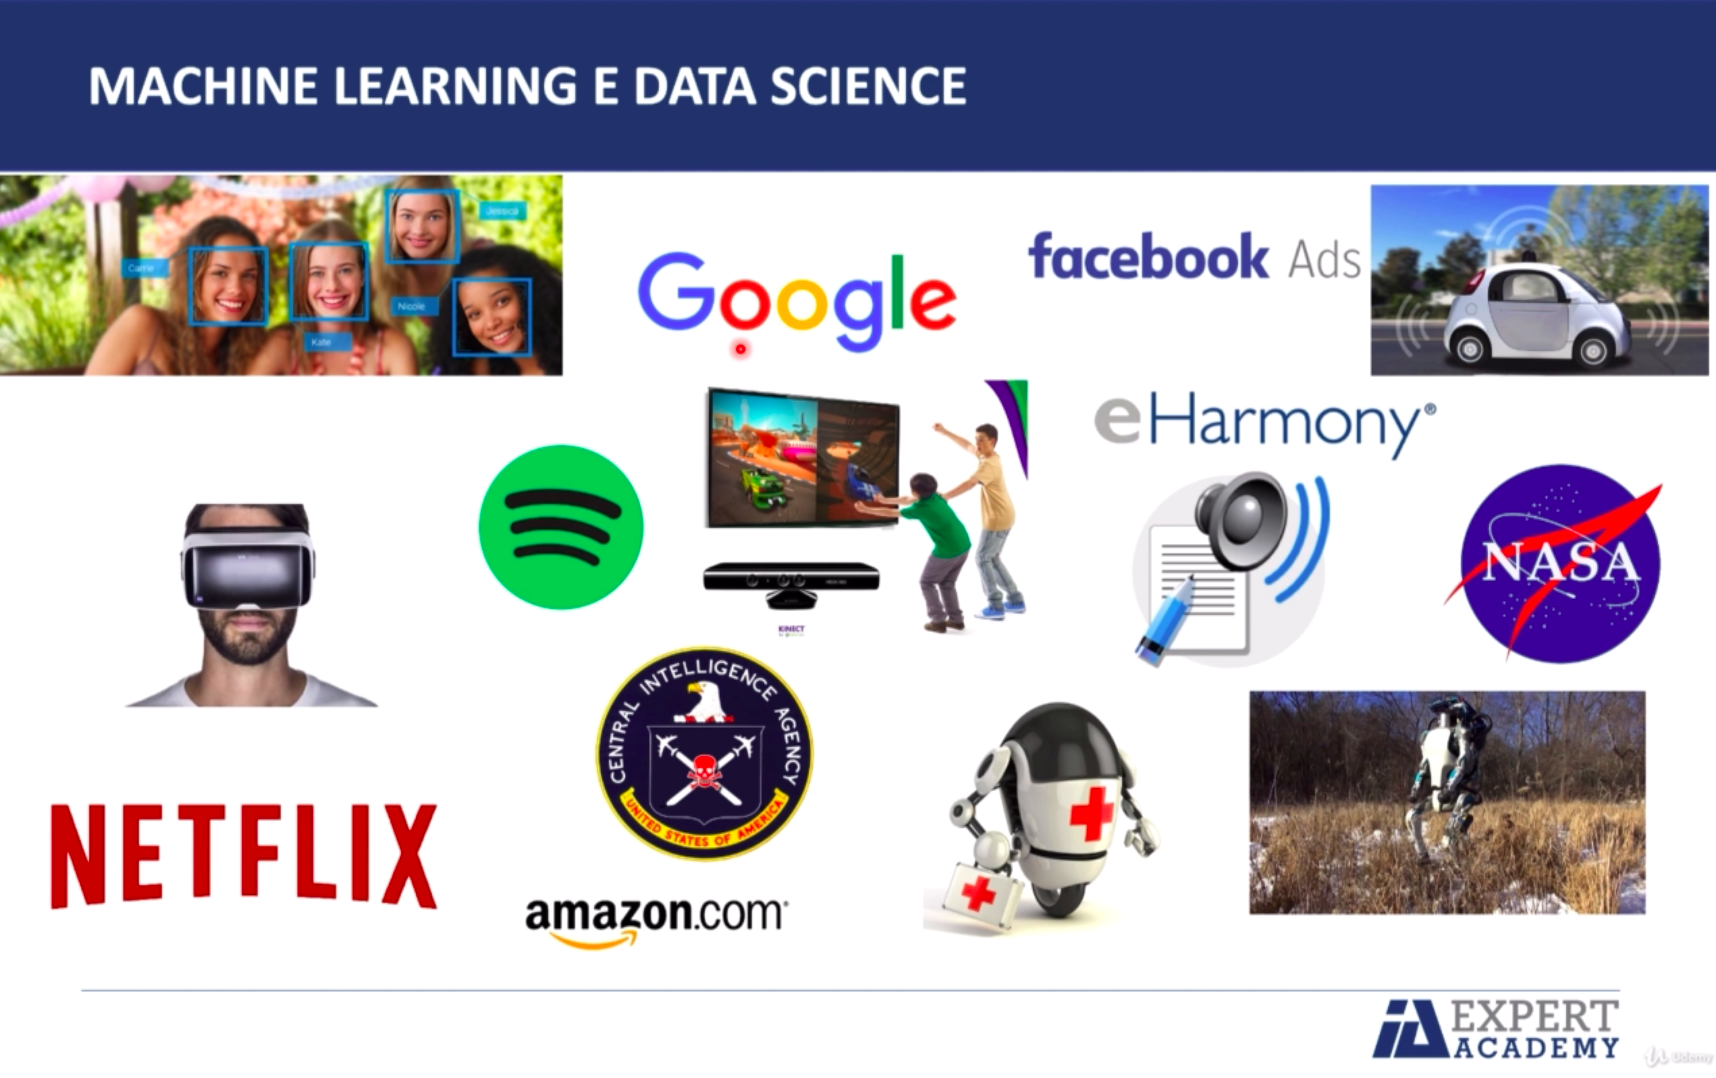 MACHINE LEARNING E DATA SCIENCE
Jessica
Carrie
Nicole
Kate
Google
facebook Ads
eHarmony®
KINECT
NASA
CENTRAL INTELLIGENCE AGENCY
UNITED STATES OF AMERICA
NETFLIX
amazon.com
IA EXPERT
ACADEMY
Udemy